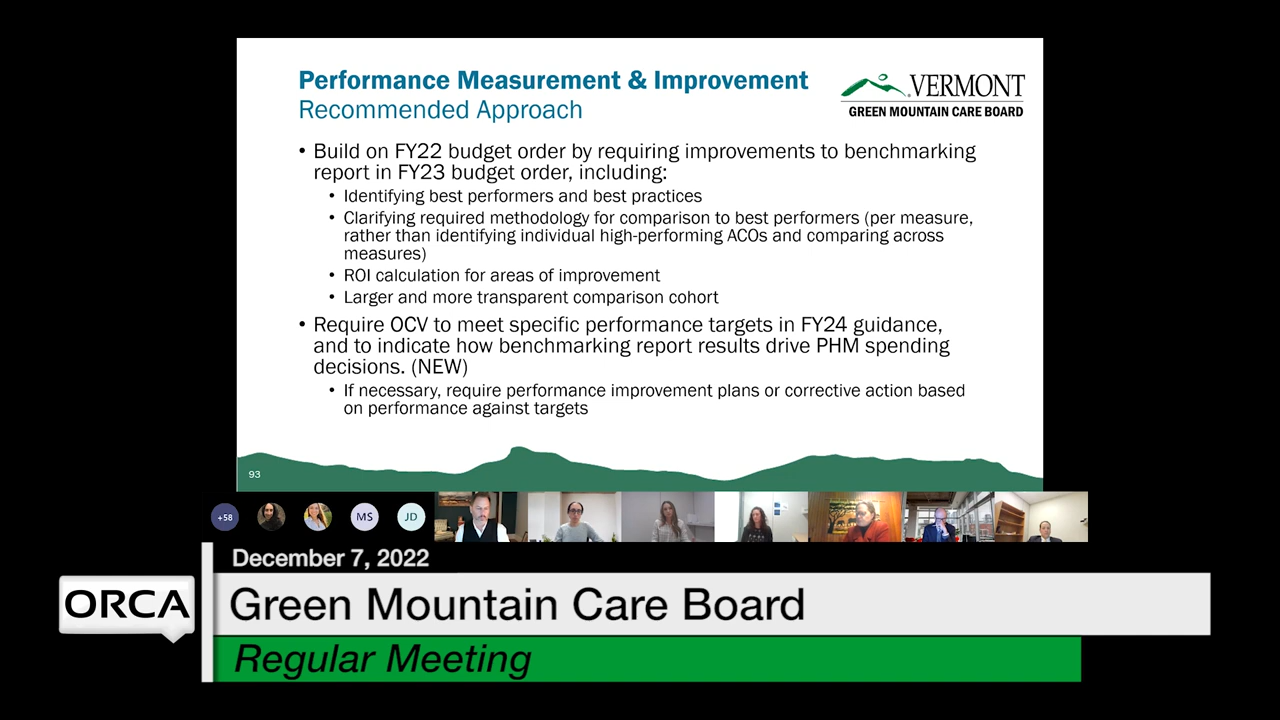 Performance Measurement & Improvement
Recommended Approach
VERMONT
GREEN MOUNTAIN CARE BOARD
• Build on FY22 budget order by requiring improvements to benchmarking
report in FY23 budget order, including:
• Identifying best performers and best practices
• Clarifying required methodology for comparison to best performers (per measure,
rather than identifying individual high-performing ACOs and comparing across
measures)
• ROI calculation for areas of improvement
• Larger and more transparent comparison cohort
• Require OCV to meet specific performance targets in FY24 guidance,
and to indicate how benchmarking report results drive PHM spending
decisions. (NEW)
• If necessary, require performance improvement plans or corrective action based
on performance against targets
93
+58
MS
JD
December 7, 2022
ORCA
Green Mountain Care Board
Regular Meeting